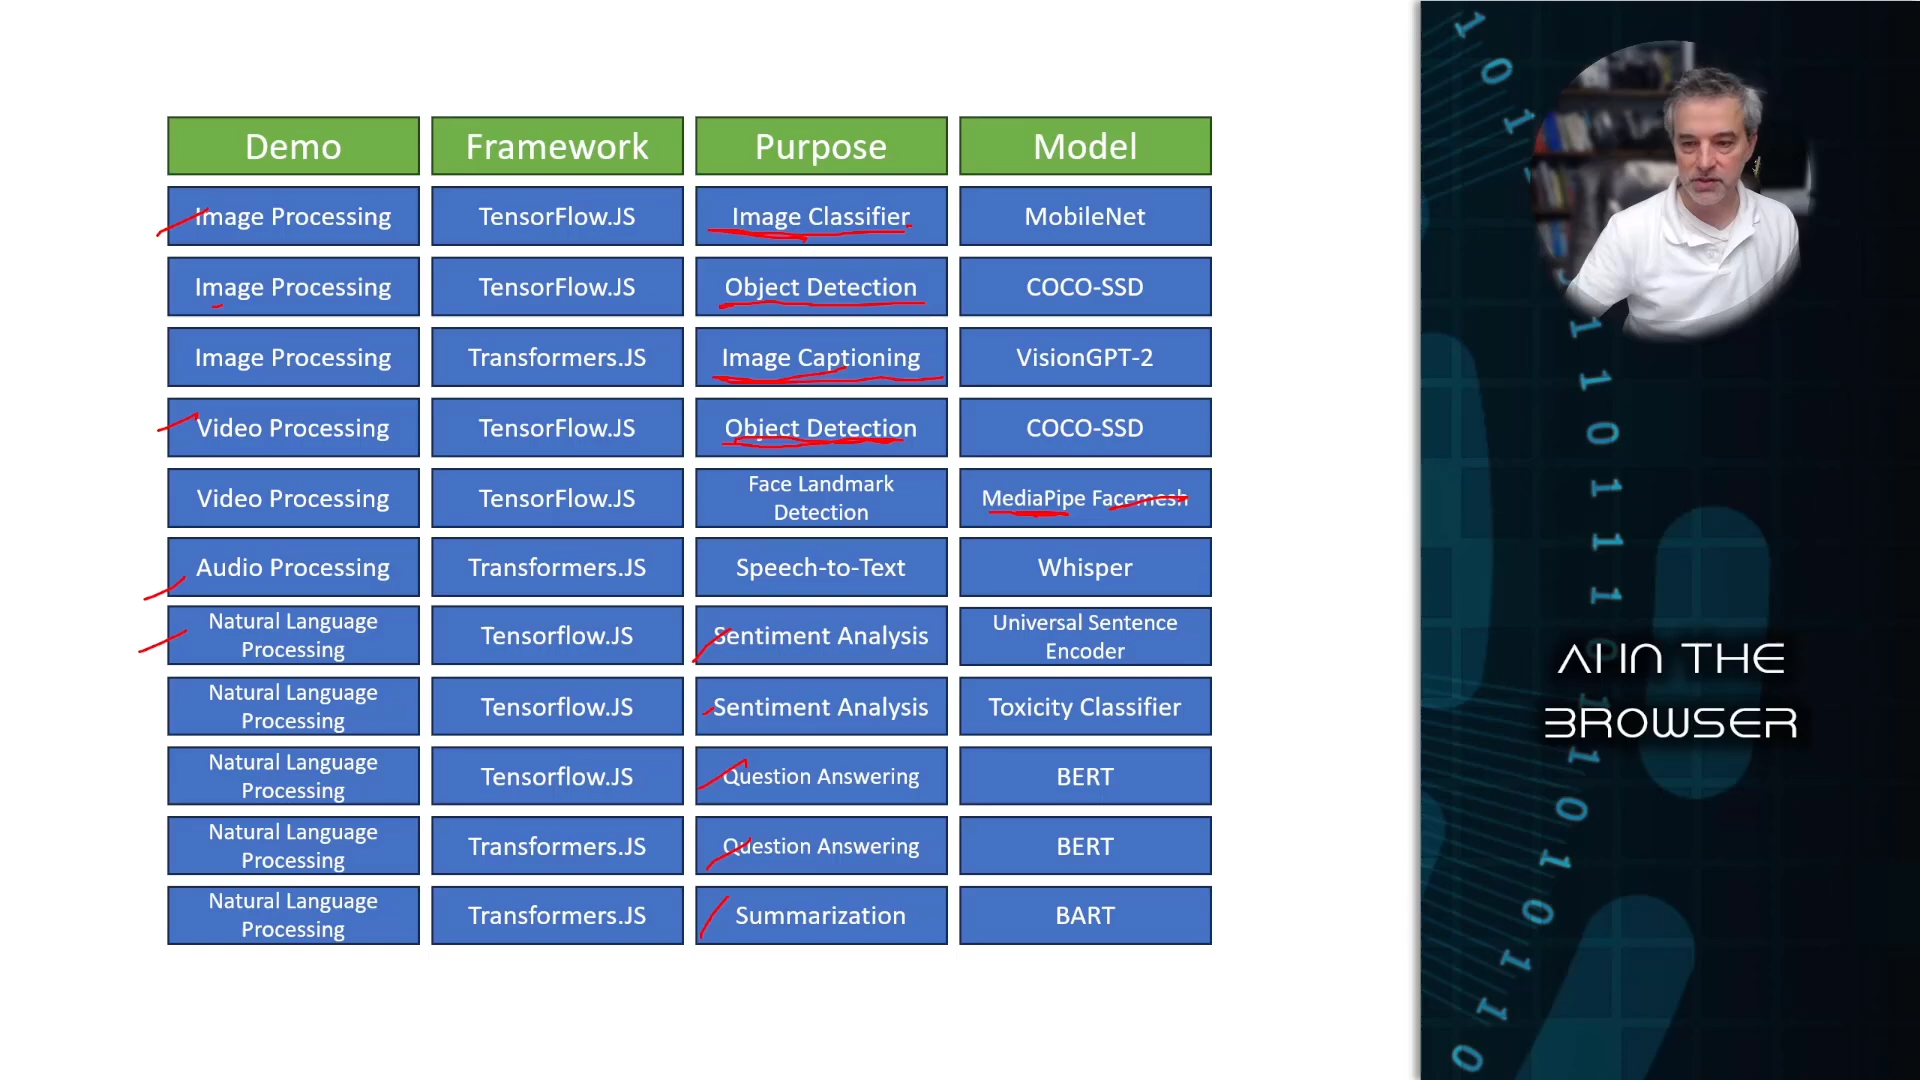 Demo Framework Purpose Model
Image Processing TensorFlow.JS Image Classifier MobileNet
Image Processing TensorFlow.JS Object Detection COCO-SSD
Image Processing Transformers.JS Image Captioning VisionGPT-2
Video Processing TensorFlow.JS Object Detection COCO-SSD
Video Processing TensorFlow.JS Face Landmark
Detection MediaPipe Facemesh
Audio Processing Transformers.JS Speech-to-Text Whisper
Natural Language
Processing Tensorflow.JS Sentiment Analysis Universal Sentence
Encoder
Natural Language
Processing Tensorflow.JS Sentiment Analysis Toxicity Classifier
Natural Language
Processing Tensorflow.JS Question Answering BERT
Natural Language
Processing Transformers.JS Question Answering BERT
Natural Language
Processing Transformers.JS Summarization BART
AI IN THE
BROWSER